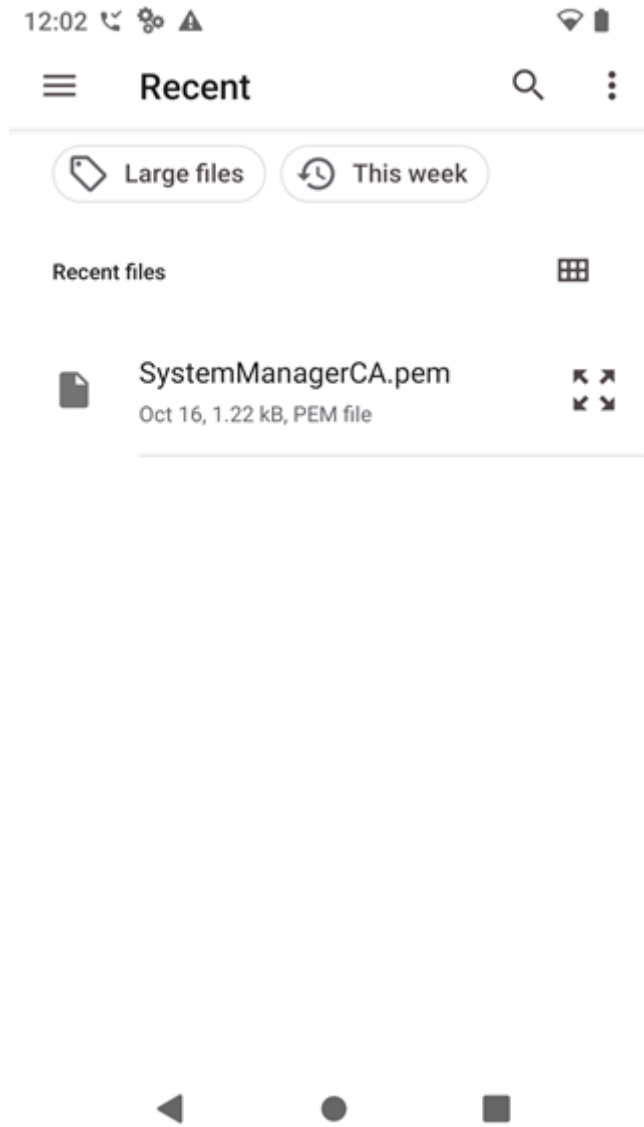 12:02
Recent
Large files
This week
Recent files
SystemManagerCA.pem
Oct 16, 1.22 kB, PEM file